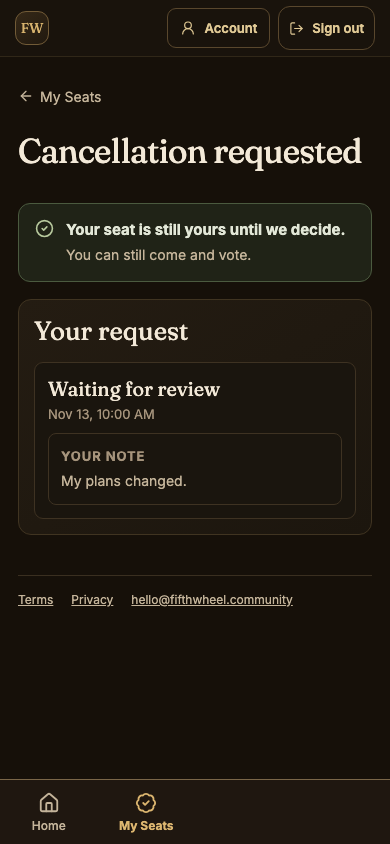 FW
Account
Sign out
My Seats
Cancellation requested
Your seat is still yours until we decide.
You can still come and vote.
Your request
Waiting for review
Nov 13, 10:00 AM
YOUR NOTE
My plans changed.
Terms
Privacy
hello@fifthwheel.community
Home
My Seats